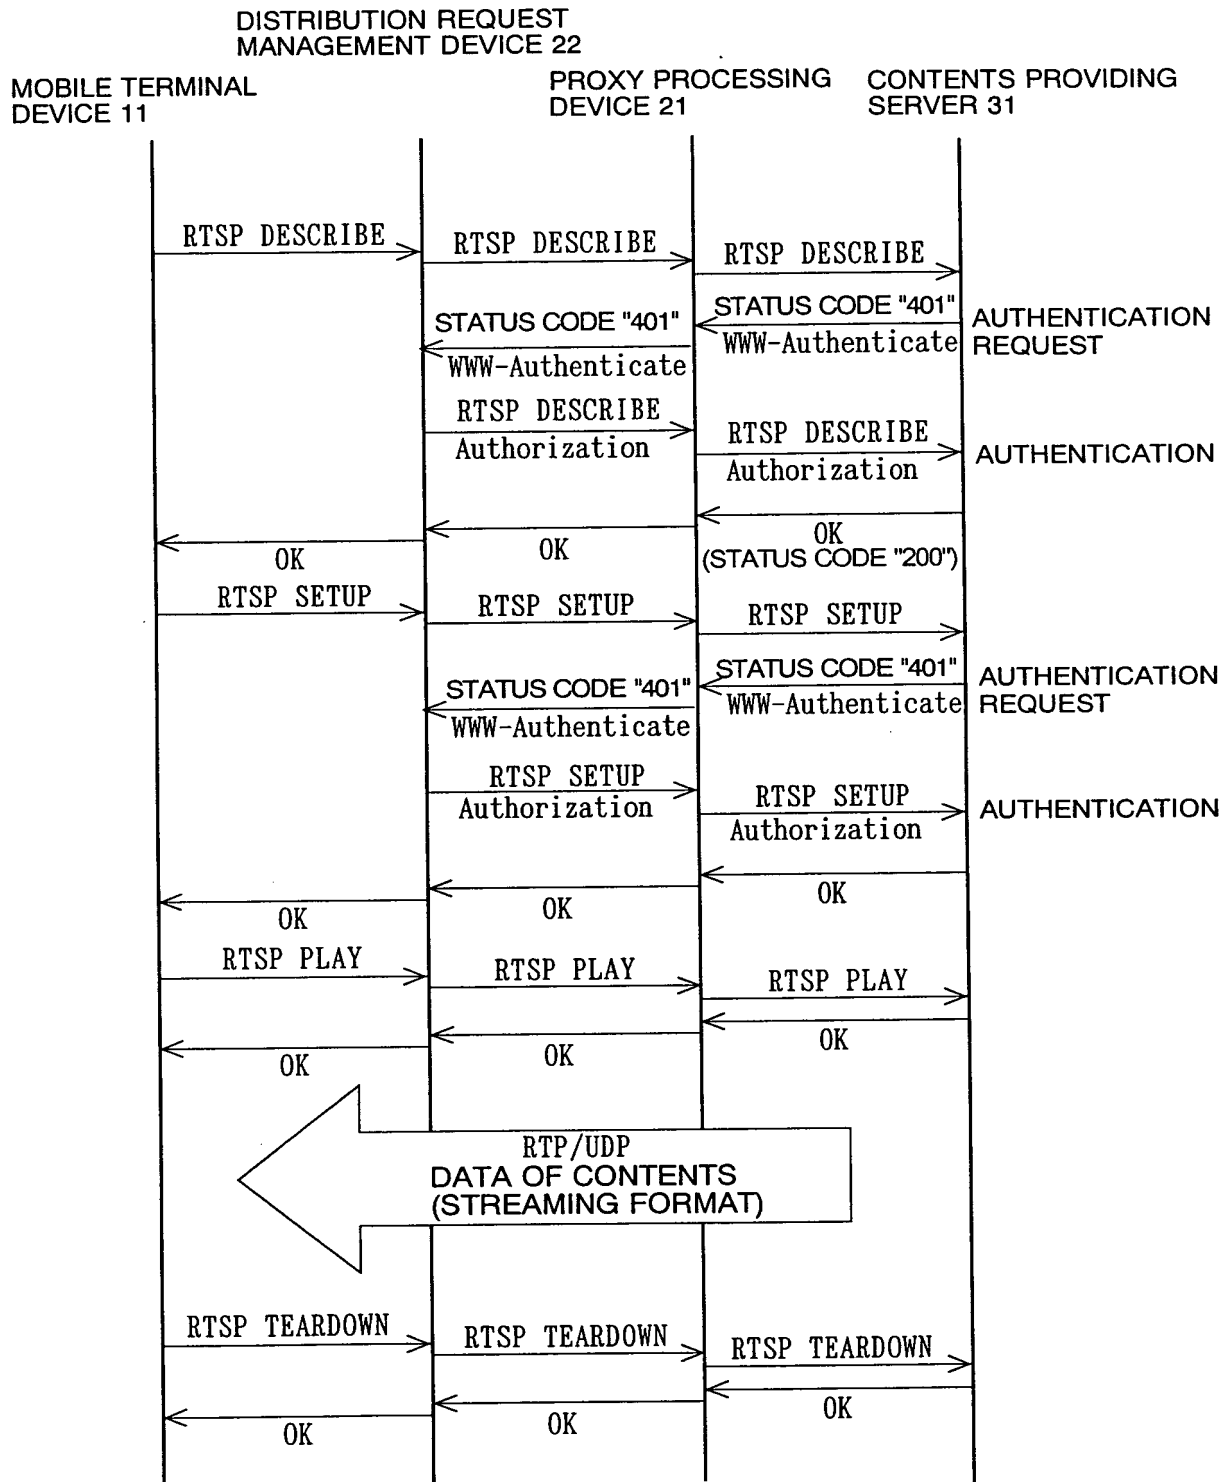 DISTRIBUTION REQUEST
MANAGEMENT DEVICE 22
MOBILE TERMINAL
DEVICE 11
PROXY PROCESSING
DEVICE 21
CONTENTS PROVIDING
SERVER 31
RTSP DESCRIBE
RTSP DESCRIBE
RTSP DESCRIBE
STATUS CODE "401"
WWW-Authenticate
AUTHENTICATION
REQUEST
STATUS CODE "401"
WWW-Authenticate
RTSP DESCRIBE
Authorization
RTSP DESCRIBE
Authorization
AUTHENTICATION
OK
(STATUS CODE "200")
OK
OK
RTSP SETUP
RTSP SETUP
RTSP SETUP
STATUS CODE "401"
WWW-Authenticate
AUTHENTICATION
REQUEST
STATUS CODE "401"
WWW-Authenticate
RTSP SETUP
Authorization
RTSP SETUP
Authorization
AUTHENTICATION
OK
OK
OK
RTSP PLAY
RTSP PLAY
RTSP PLAY
OK
OK
OK
RTP/UDP
DATA OF CONTENTS
(STREAMING FORMAT)
RTSP TEARDOWN
RTSP TEARDOWN
RTSP TEARDOWN
OK
OK
OK